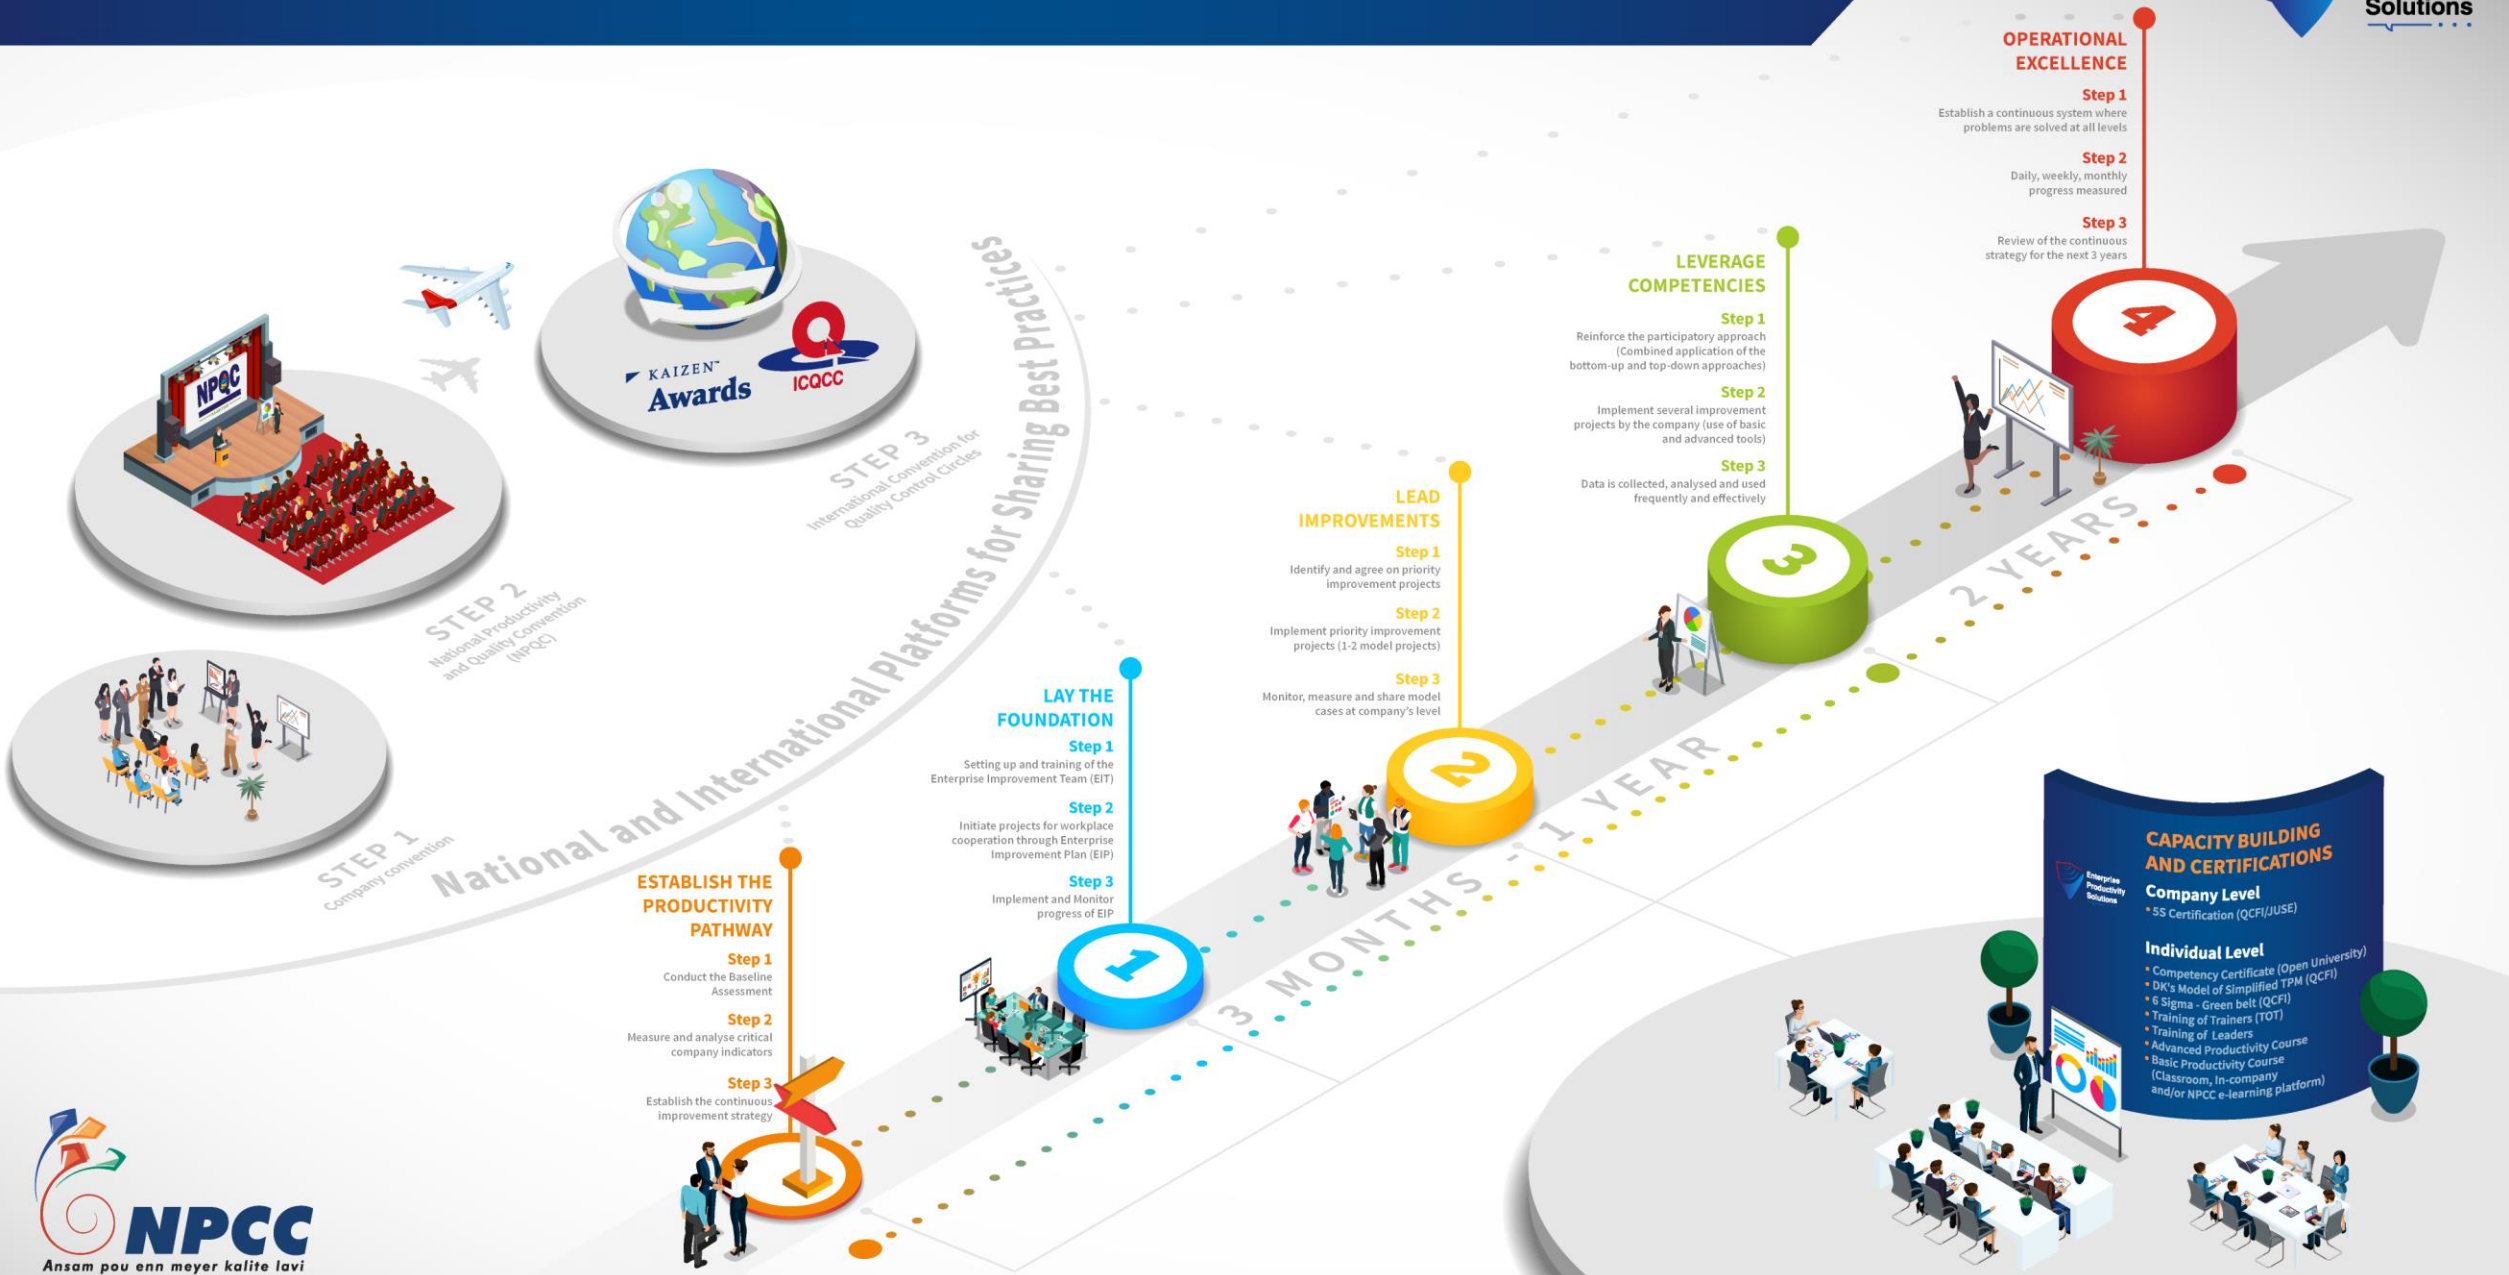 Solutions
OPERATIONAL
EXCELLENCE
Step 1
Establish a continuous system where
problems are solved at all levels
Step 2
Daily, weekly, monthly
progress measured
Step 3
Review of the continuous
strategy for the next 3 years
4
LEVERAGE
COMPETENCIES
Step 1
Reinforce the participatory approach
(Combined application of the
bottom-up and top-down approaches)
Step 2
Implement several improvement
projects by the company (use of basic
and advanced tools)
Step 3
Data is collected, analysed and used
frequently and effectively
3
LEAD
IMPROVEMENTS
Step 1
Identify and agree on priority
improvement projects
Step 2
Implement priority improvement
projects (1-2 model projects)
Step 3
Monitor, measure and share model
cases at company's level
2
LAY THE
FOUNDATION
Step 1
Setting up and training of the
Enterprise Improvement Team (EIT)
Step 2
Initiate projects for workplace
cooperation through Enterprise
Improvement Plan (EIP)
Step 3
Implement and Monitor
progress of EIP
1
ESTABLISH THE
PRODUCTIVITY
PATHWAY
Step 1
Conduct the Baseline
Assessment
Step 2
Measure and analyse critical
company indicators
Step 3
Establish the continuous
improvement strategy
3 MONTHS - 1 YEAR
2 YEARS
KAIZEN™
Awards
ICQCC
STEP 3
International Convention for
Quality Control Circles
NPQC
STEP 2
National Productivity
and Quality Convention
(NPQC)
STEP 1
Company convention
National and International Platforms for Sharing Best Practices
Enterprise
Productivity
Solutions
CAPACITY BUILDING
AND CERTIFICATIONS
Company Level
• 5S Certification (QCFI/JUSE)
Individual Level
• Competency Certificate (Open University)
• DK's Model of Simplified TPM (QCFI)
• 6 Sigma - Green belt (QCFI)
• Training of Trainers (TOT)
• Training of Leaders
• Advanced Productivity Course
• Basic Productivity Course
(Classroom, In-company
and/or NPCC e-learning platform)
NPCC
Ansam pou enn meyer kalite lavi